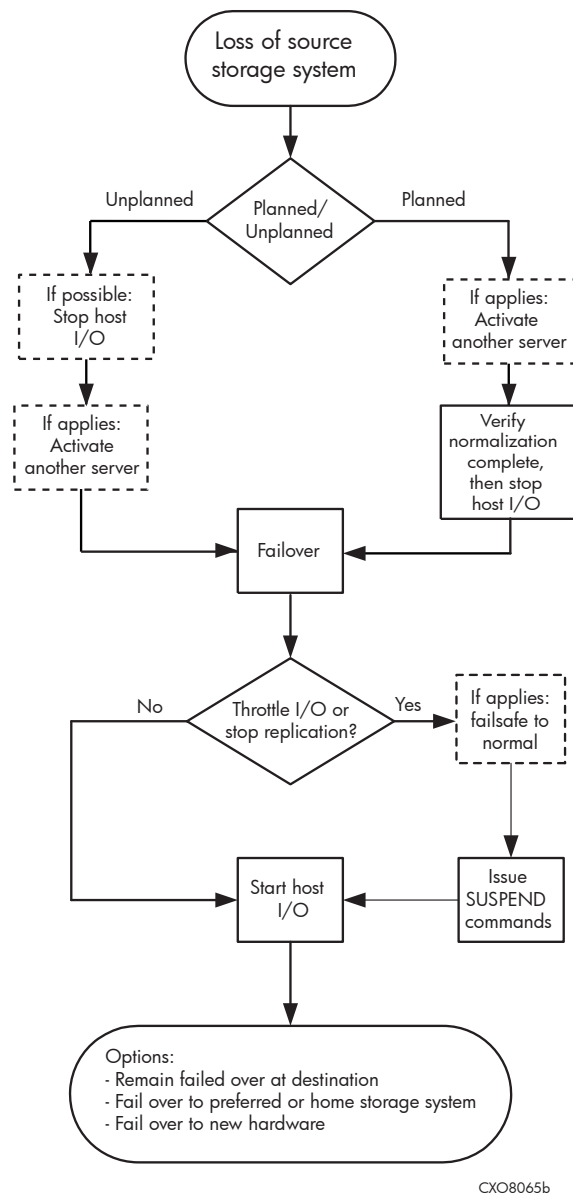 Loss of source
storage system
Unplanned
Planned/
Unplanned
Planned
If possible:
Stop host
I/O
If applies:
Activate
another server
If applies:
Activate
another server
Verify
normalization
complete,
then stop
host I/O
Failover
No
Throttle I/O or
stop replication?
Yes
If applies:
failsafe to
normal
Start host
I/O
Issue
SUSPEND
commands
Options:
- Remain failed over at destination
- Fail over to preferred or home storage system
- Fail over to new hardware
CXO8065b